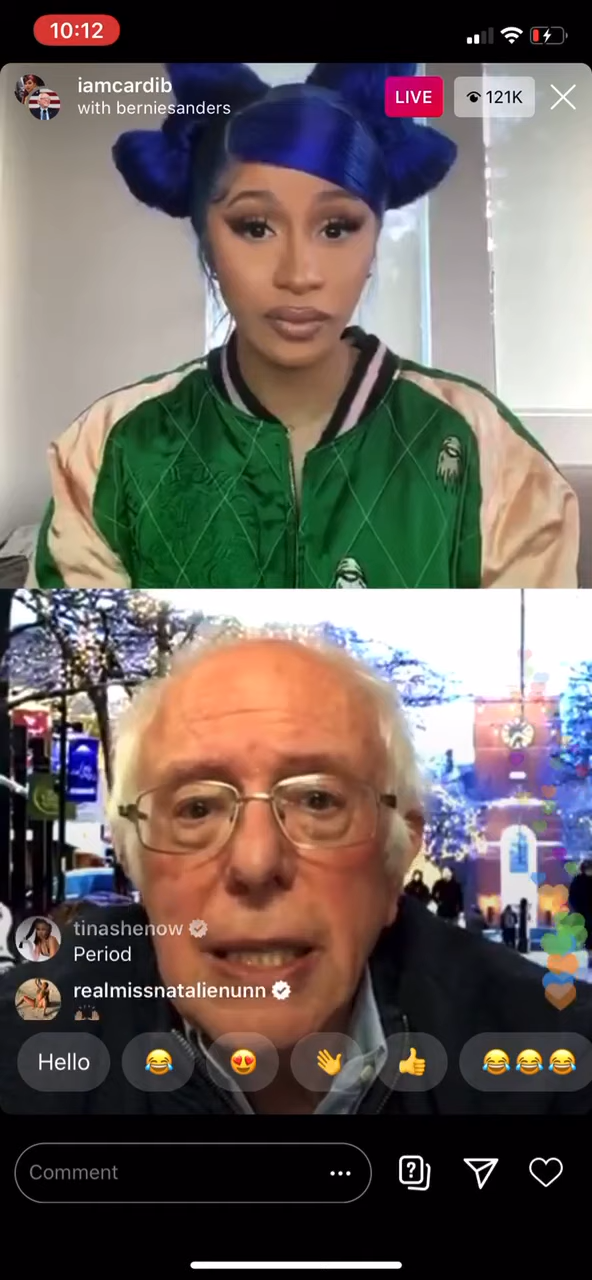 10:12
iamcardib
with berniesanders
LIVE
121K
tinashenow
Period
realmissnatalienunn
Hello
Comment